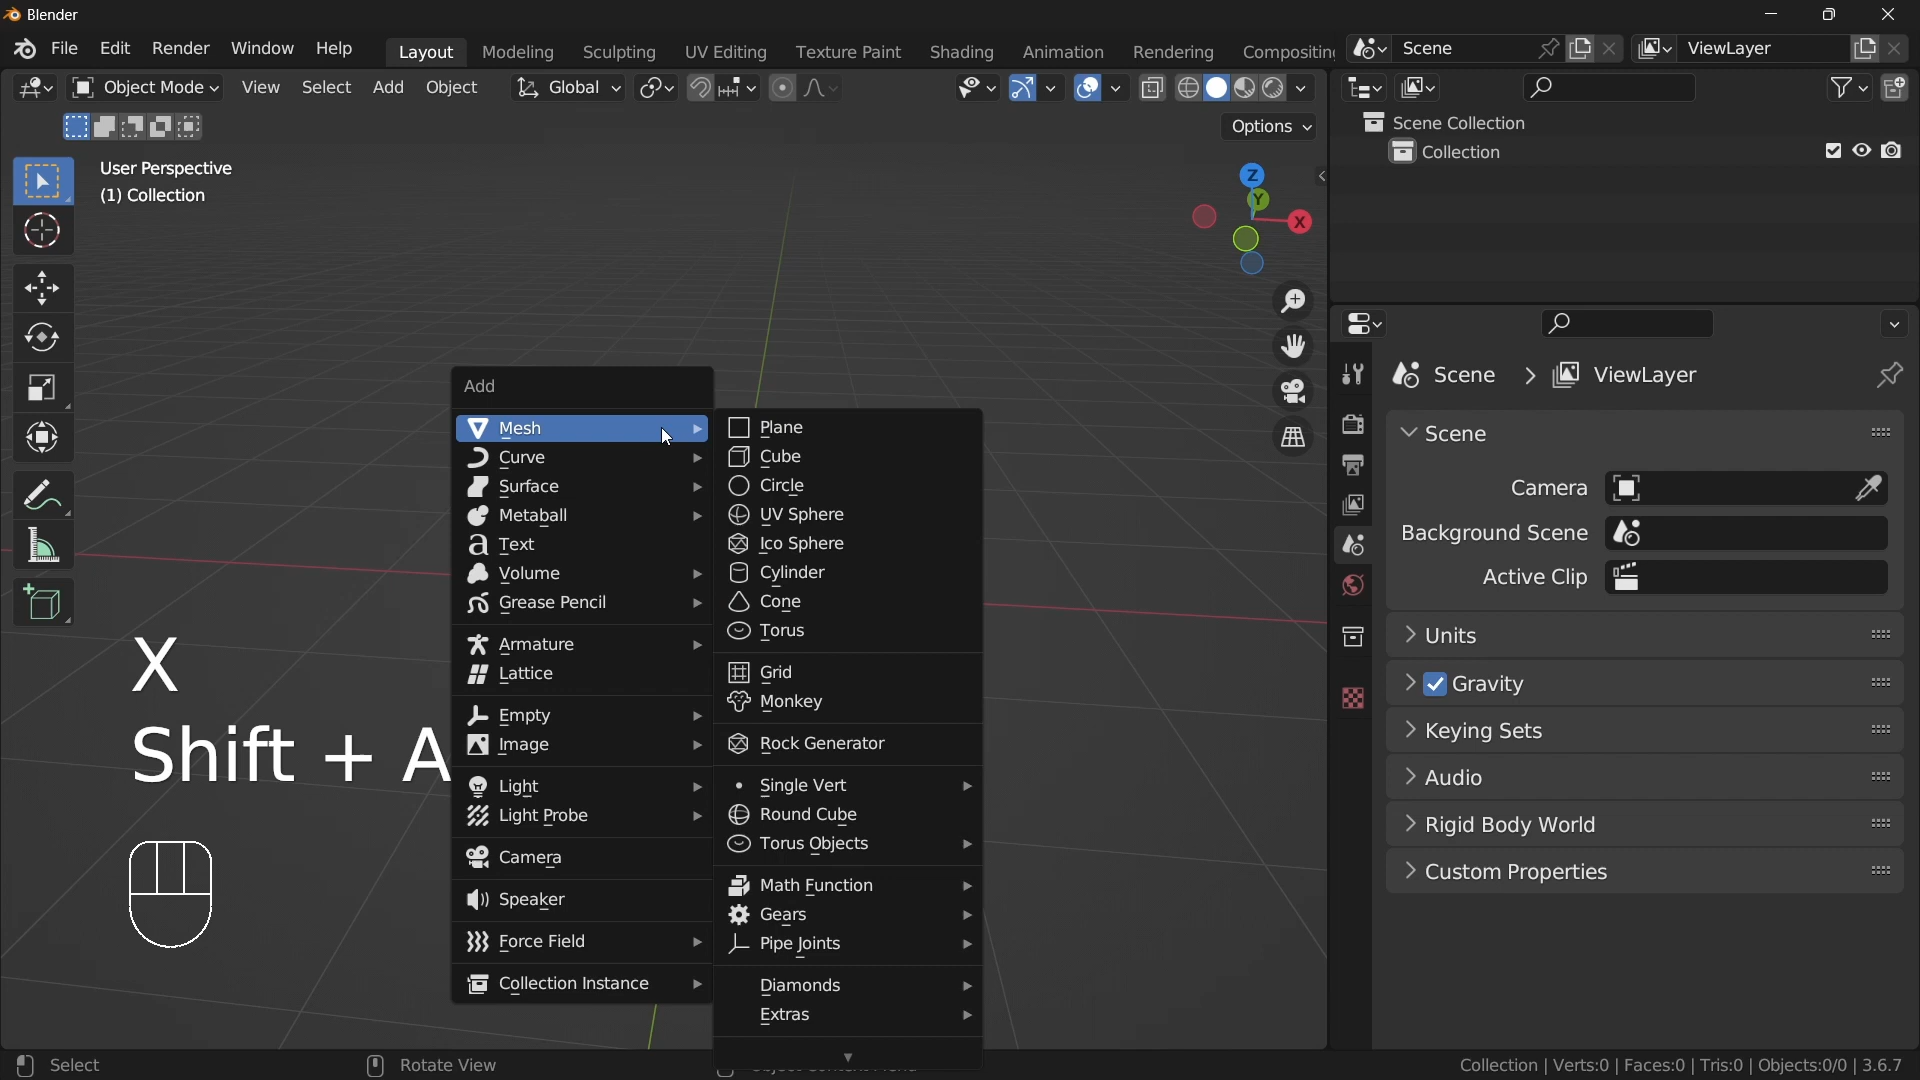 Blender
File Edit Render Window Help Layout Modeling Sculpting UV Editing Texture Paint Shading Animation Rendering Compositin Scene ViewLayer
Object Mode View Select Add Object Global
Options
User Perspective
(1) Collection
Z
Y
X
Scene Collection
Collection
Scene > ViewLayer
Scene
Camera
Background Scene
Active Clip
Units
Gravity
Keying Sets
Audio
Rigid Body World
Custom Properties
Add
Mesh
Curve
Surface
Metaball
Text
Volume
Grease Pencil
Armature
Lattice
Empty
Image
Light
Light Probe
Camera
Speaker
Force Field
Collection Instance
Plane
Cube
Circle
UV Sphere
Ico Sphere
Cylinder
Cone
Torus
Grid
Monkey
Rock Generator
Single Vert
Round Cube
Torus Objects
Math Function
Gears
Pipe Joints
Diamonds
Extras
X
Shift + A
Select Rotate View
Collection | Verts:0 | Faces:0 | Tris:0 | Objects:0/0 | 3.6.7